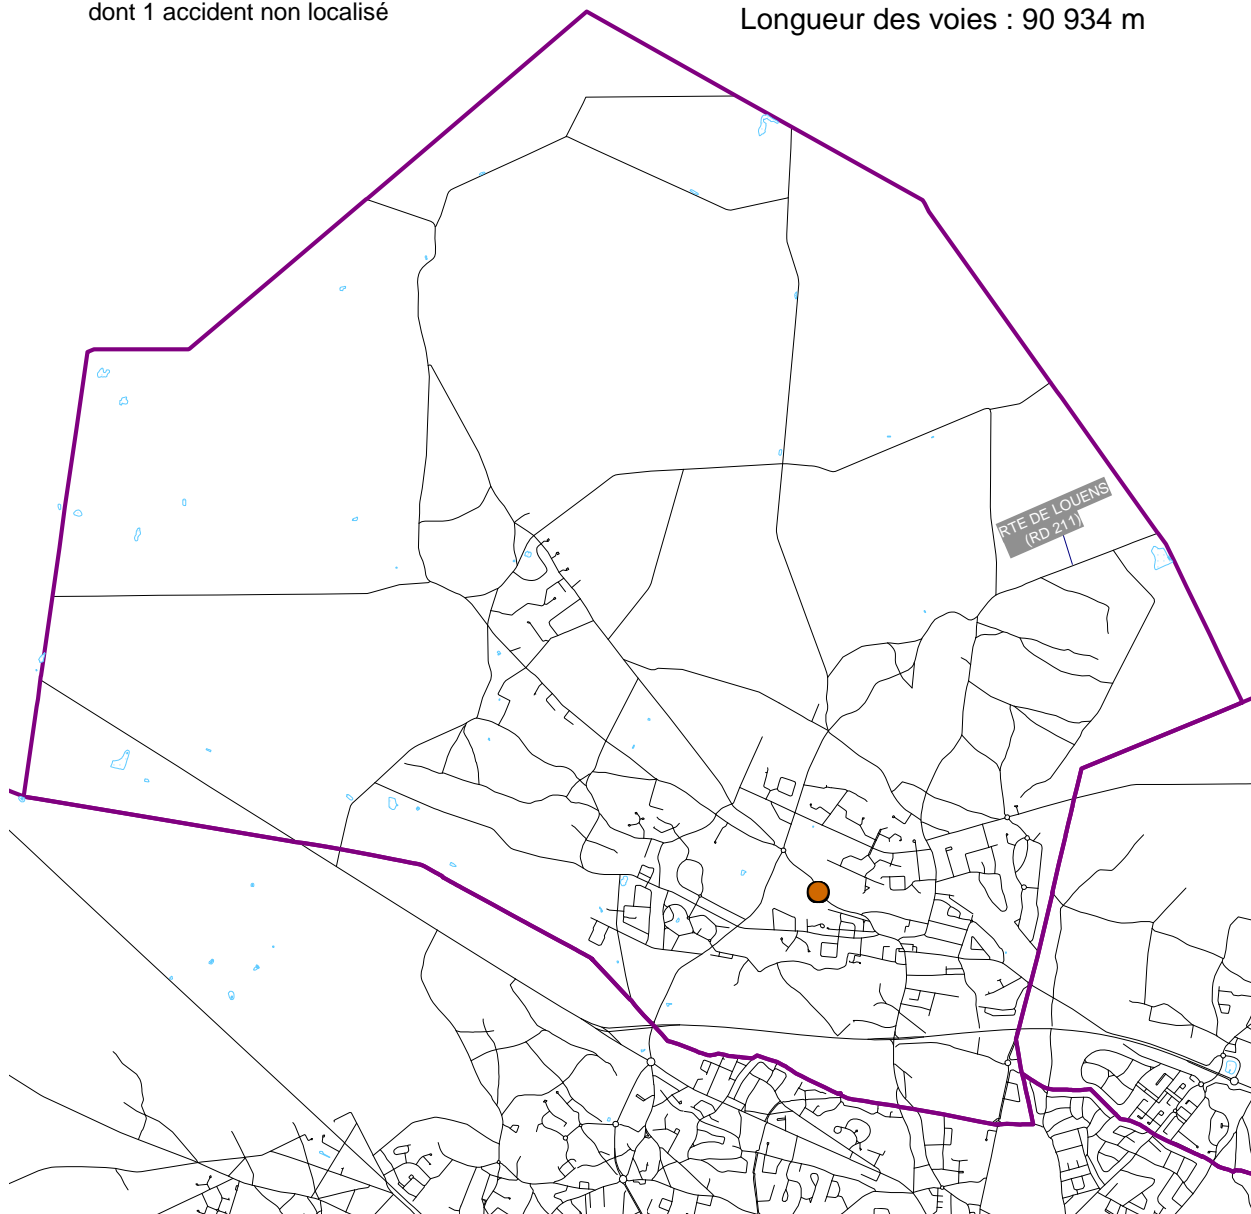 dont 1 accident non localisé
Longueur des voies : 90 934 m
RTE DE LOUENS
(RD 211)